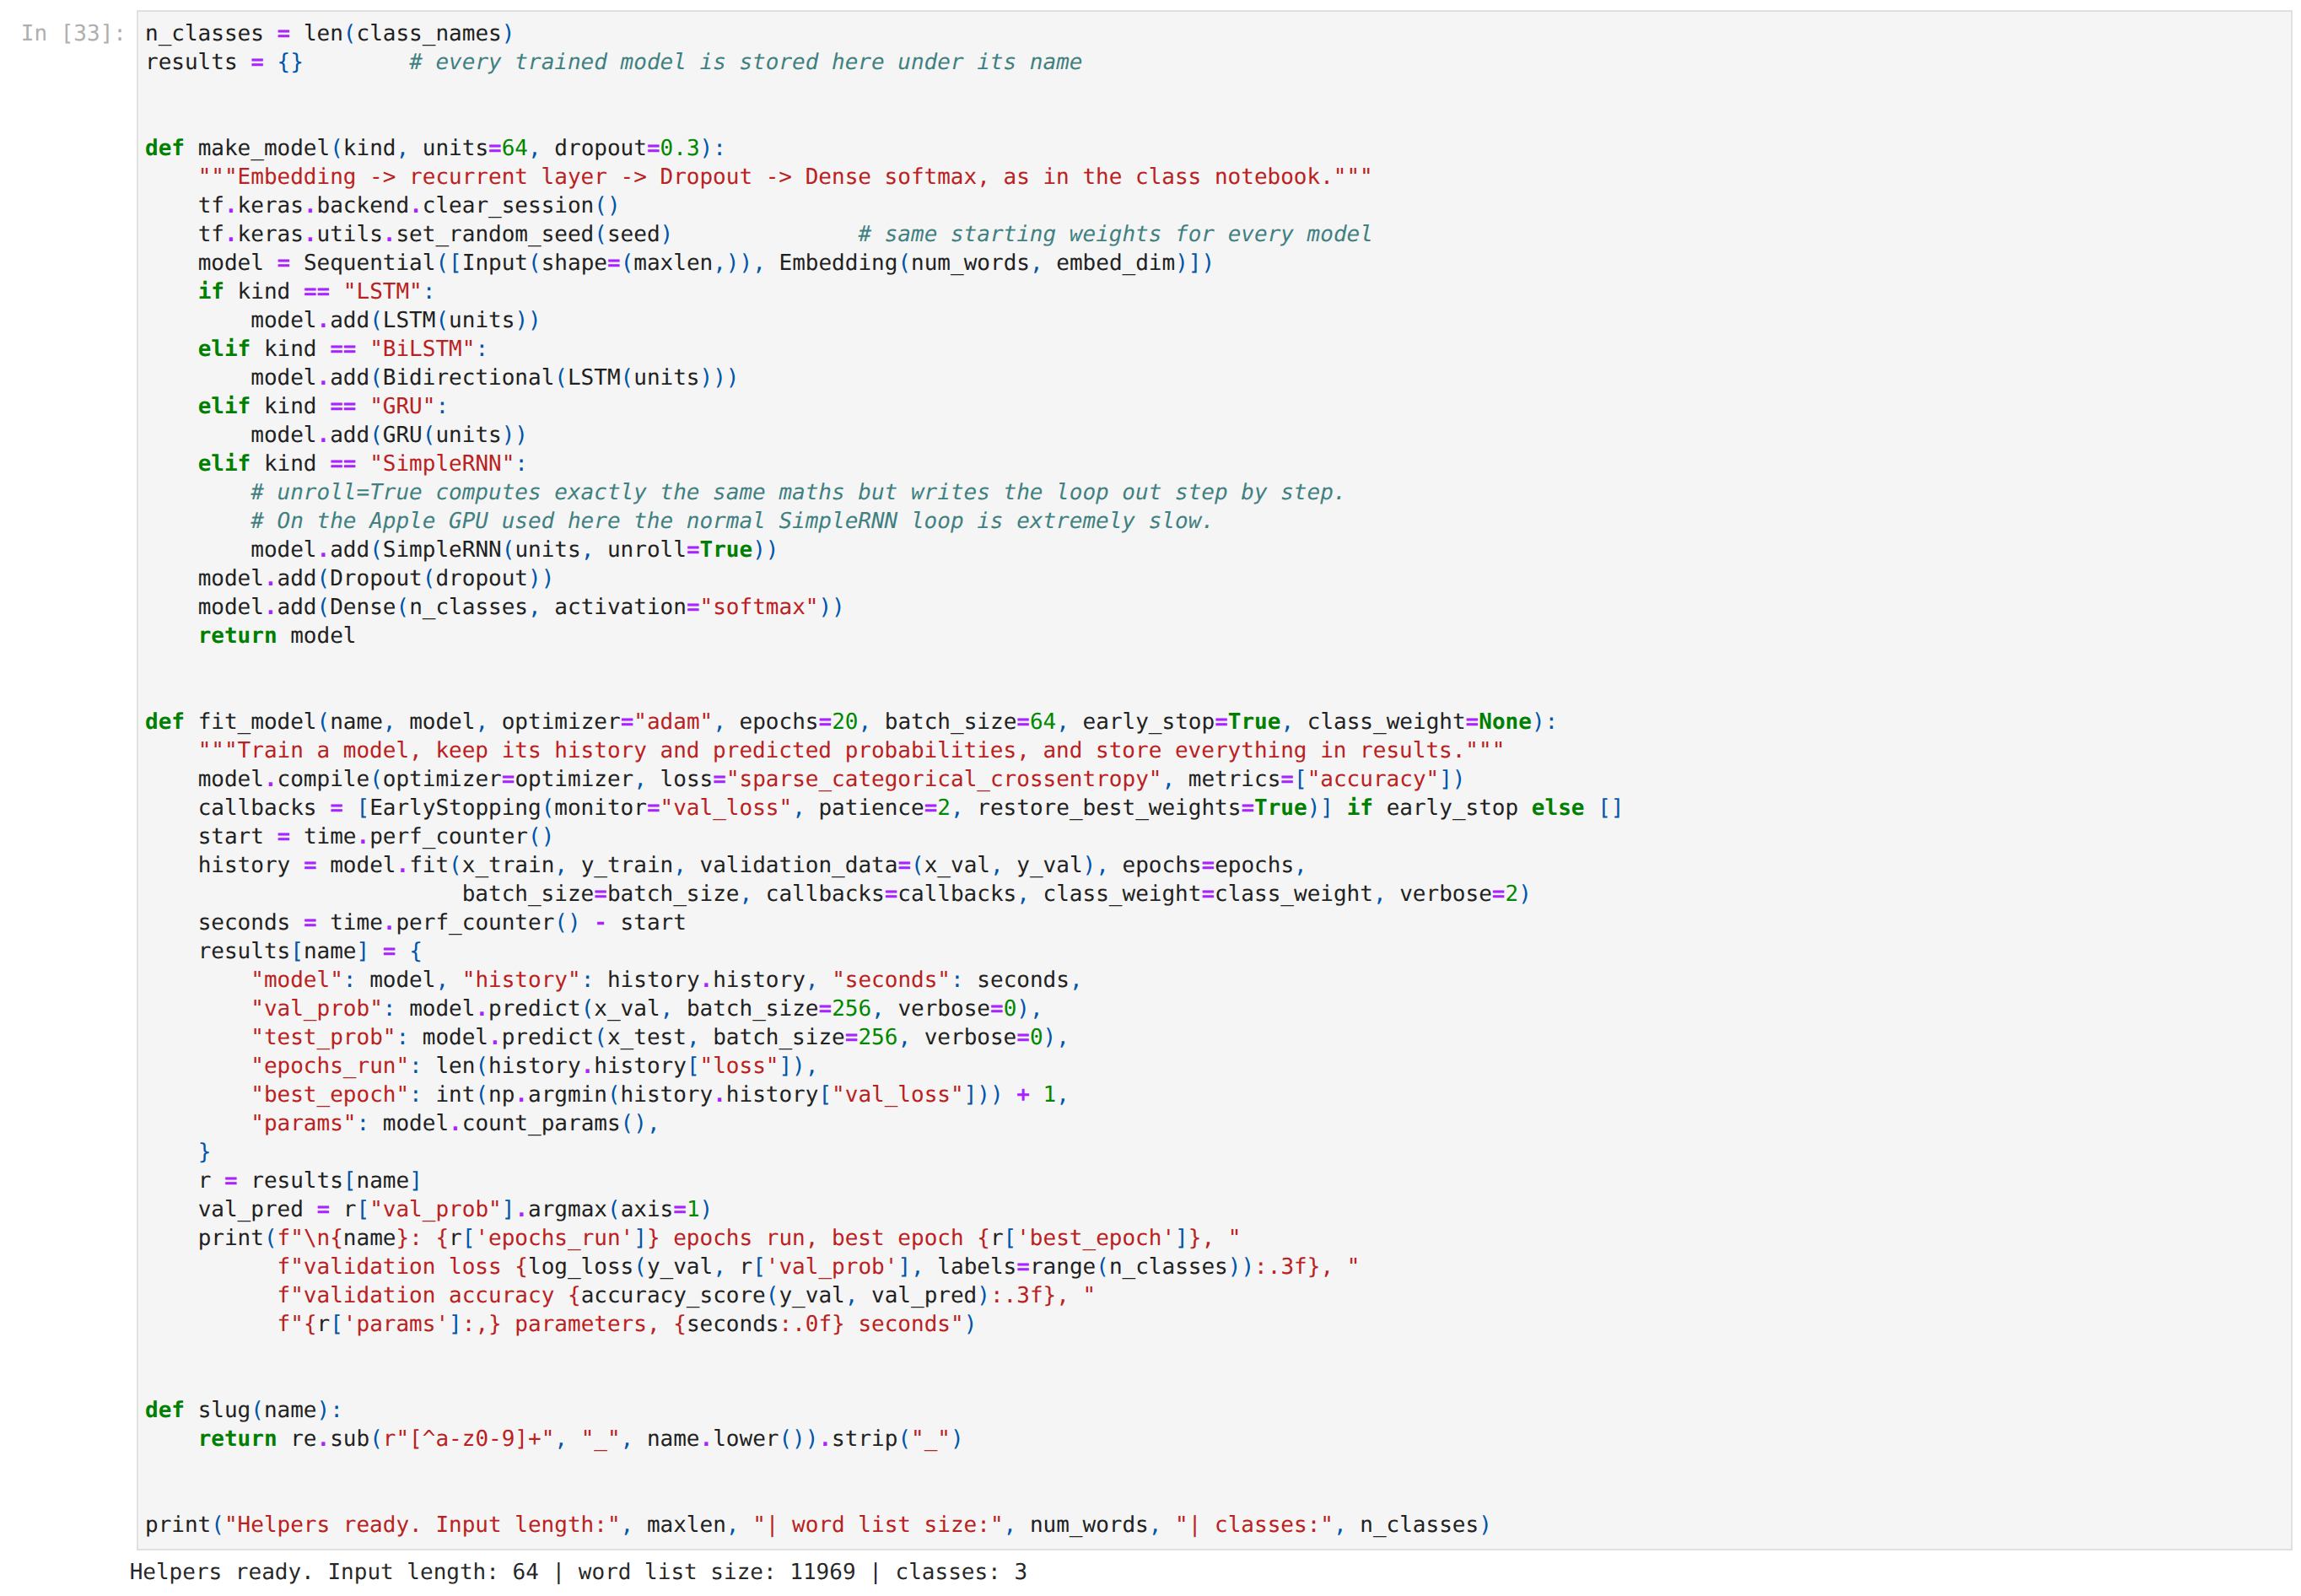 In [33]:
n_classes = len(class_names)
results = {}        # every trained model is stored here under its name


def make_model(kind, units=64, dropout=0.3):
    """Embedding -> recurrent layer -> Dropout -> Dense softmax, as in the class notebook."""
    tf.keras.backend.clear_session()
    tf.keras.utils.set_random_seed(seed)              # same starting weights for every model
    model = Sequential([Input(shape=(maxlen,)), Embedding(num_words, embed_dim)])
    if kind == "LSTM":
        model.add(LSTM(units))
    elif kind == "BiLSTM":
        model.add(Bidirectional(LSTM(units)))
    elif kind == "GRU":
        model.add(GRU(units))
    elif kind == "SimpleRNN":
        # unroll=True computes exactly the same maths but writes the loop out step by step.
        # On the Apple GPU used here the normal SimpleRNN loop is extremely slow.
        model.add(SimpleRNN(units, unroll=True))
    model.add(Dropout(dropout))
    model.add(Dense(n_classes, activation="softmax"))
    return model


def fit_model(name, model, optimizer="adam", epochs=20, batch_size=64, early_stop=True, class_weight=None):
    """Train a model, keep its history and predicted probabilities, and store everything in results."""
    model.compile(optimizer=optimizer, loss="sparse_categorical_crossentropy", metrics=["accuracy"])
    callbacks = [EarlyStopping(monitor="val_loss", patience=2, restore_best_weights=True)] if early_stop else []
    start = time.perf_counter()
    history = model.fit(x_train, y_train, validation_data=(x_val, y_val), epochs=epochs,
                        batch_size=batch_size, callbacks=callbacks, class_weight=class_weight, verbose=2)
    seconds = time.perf_counter() - start
    results[name] = {
        "model": model, "history": history.history, "seconds": seconds,
        "val_prob": model.predict(x_val, batch_size=256, verbose=0),
        "test_prob": model.predict(x_test, batch_size=256, verbose=0),
        "epochs_run": len(history.history["loss"]),
        "best_epoch": int(np.argmin(history.history["val_loss"])) + 1,
        "params": model.count_params(),
    }
    r = results[name]
    val_pred = r["val_prob"].argmax(axis=1)
    print(f"\n{name}: {r['epochs_run']} epochs run, best epoch {r['best_epoch']}, "
          f"validation loss {log_loss(y_val, r['val_prob'], labels=range(n_classes)):.3f}, "
          f"validation accuracy {accuracy_score(y_val, val_pred):.3f}, "
          f"{r['params']:,} parameters, {seconds:.0f} seconds")


def slug(name):
    return re.sub(r"[^a-z0-9]+", "_", name.lower()).strip("_")


print("Helpers ready. Input length:", maxlen, "| word list size:", num_words, "| classes:", n_classes)
Helpers ready. Input length: 64 | word list size: 11969 | classes: 3